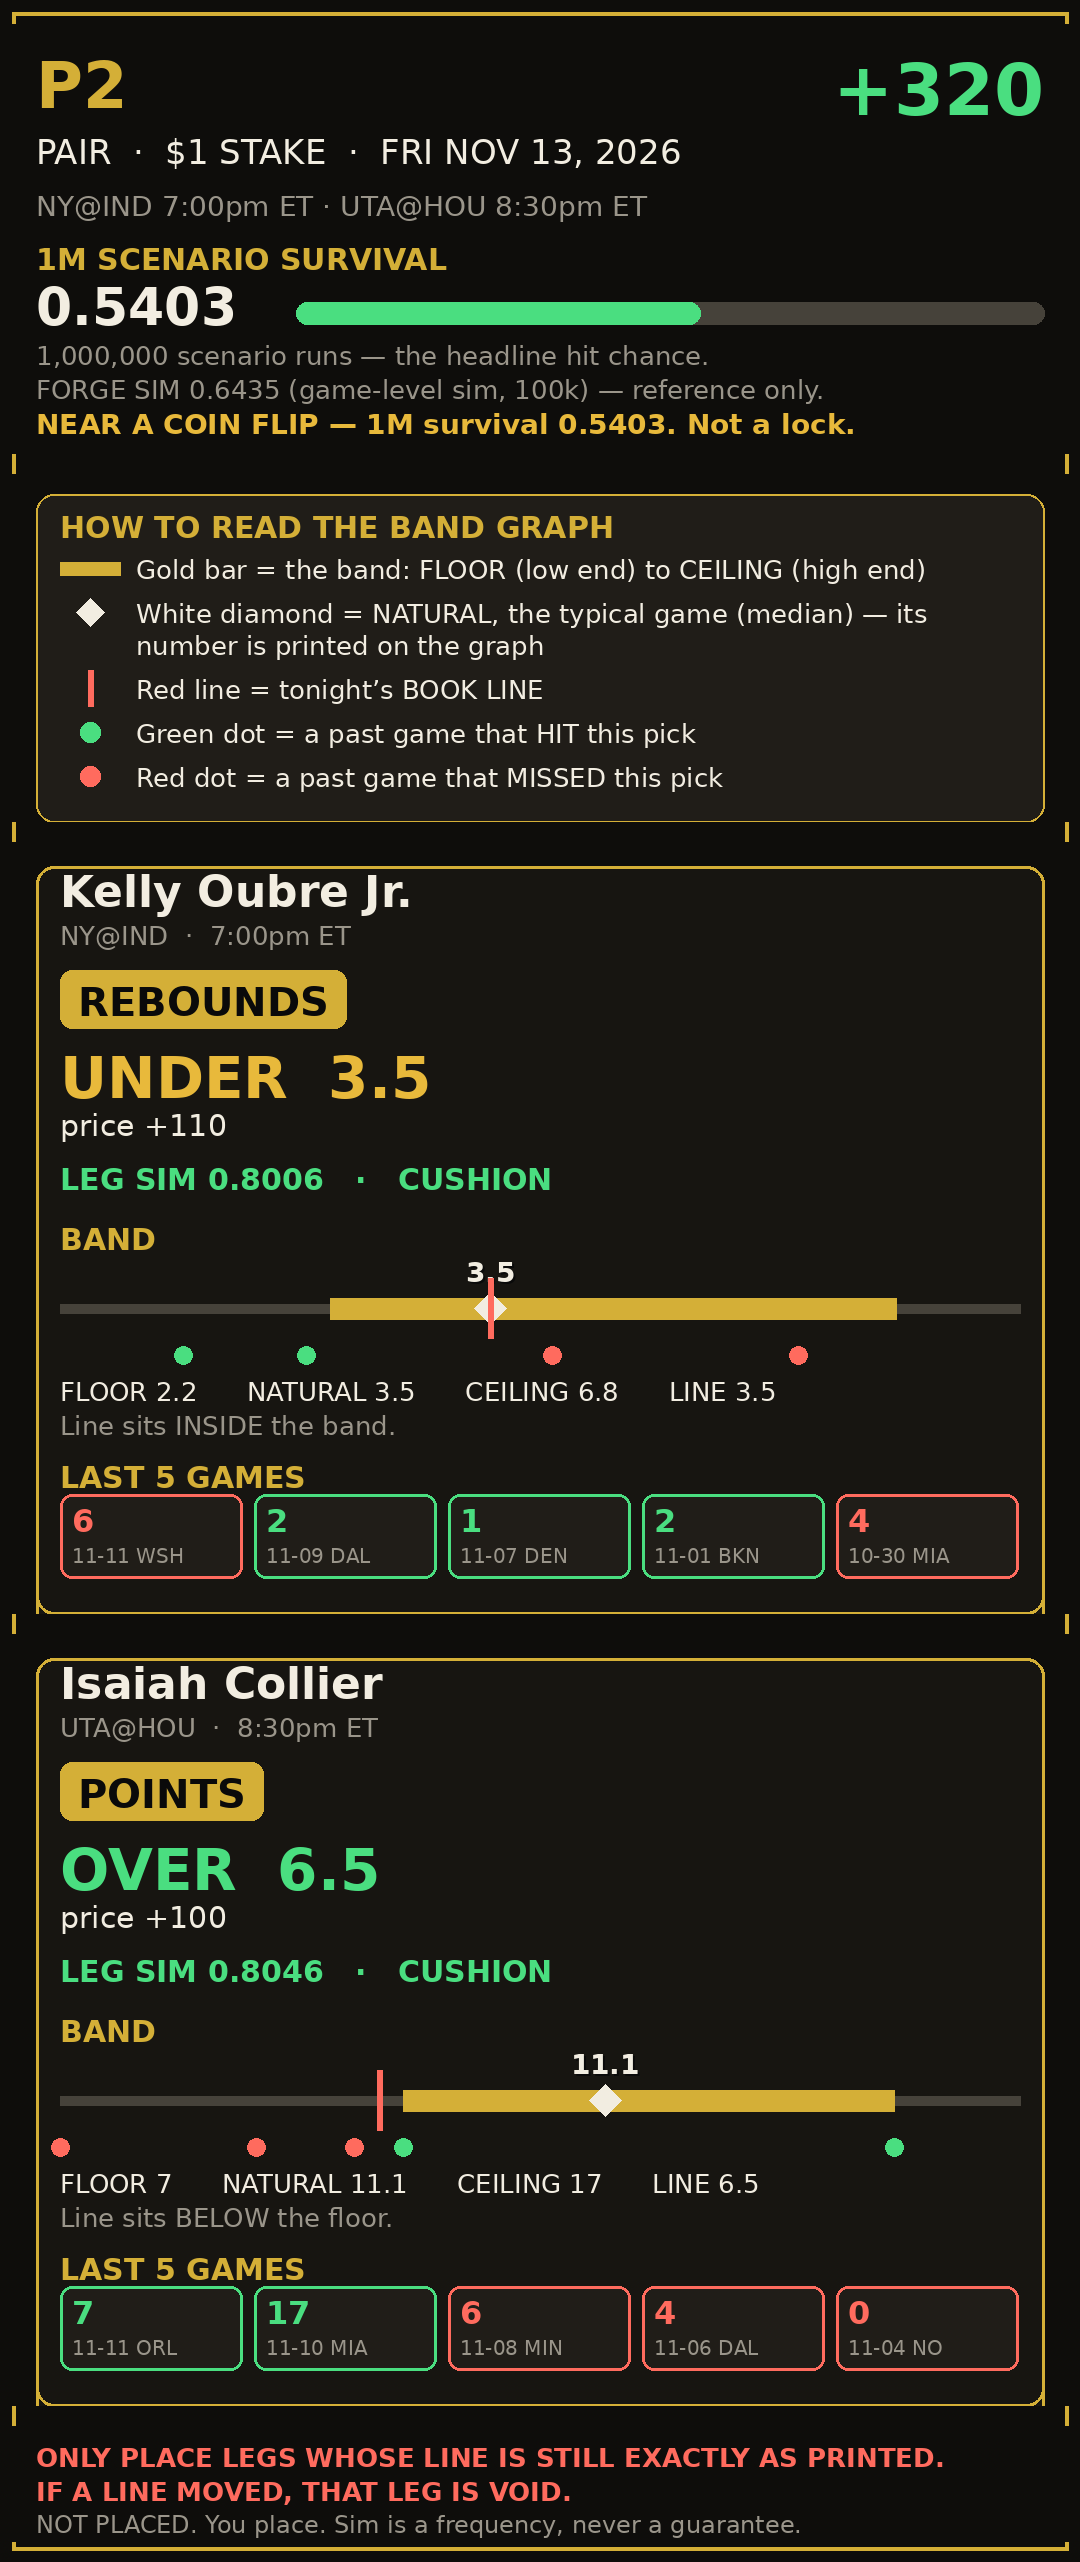 P2
+320
PAIR · $1 STAKE · FRI NOV 13, 2026
NY@IND 7:00pm ET · UTA@HOU 8:30pm ET
1M SCENARIO SURVIVAL
0.5403
1,000,000 scenario runs — the headline hit chance.
FORGE SIM 0.6435 (game-level sim, 100k) — reference only.
NEAR A COIN FLIP — 1M survival 0.5403. Not a lock.
HOW TO READ THE BAND GRAPH
Gold bar = the band: FLOOR (low end) to CEILING (high end)
White diamond = NATURAL, the typical game (median) — its
number is printed on the graph
Red line = tonight’s BOOK LINE
Green dot = a past game that HIT this pick
Red dot = a past game that MISSED this pick
Kelly Oubre Jr.
NY@IND · 7:00pm ET
REBOUNDS
UNDER 3.5
price +110
LEG SIM 0.8006 · CUSHION
BAND
3.5
FLOOR 2.2 NATURAL 3.5 CEILING 6.8 LINE 3.5
Line sits INSIDE the band.
LAST 5 GAMES
6 2 1 2 4
11-11 WSH 11-09 DAL 11-07 DEN 11-01 BKN 10-30 MIA
Isaiah Collier
UTA@HOU · 8:30pm ET
POINTS
OVER 6.5
price +100
LEG SIM 0.8046 · CUSHION
BAND
11.1
FLOOR 7 NATURAL 11.1 CEILING 17 LINE 6.5
Line sits BELOW the floor.
LAST 5 GAMES
7 17 6 4 0
11-11 ORL 11-10 MIA 11-08 MIN 11-06 DAL 11-04 NO
ONLY PLACE LEGS WHOSE LINE IS STILL EXACTLY AS PRINTED.
IF A LINE MOVED, THAT LEG IS VOID.
NOT PLACED. You place. Sim is a frequency, never a guarantee.